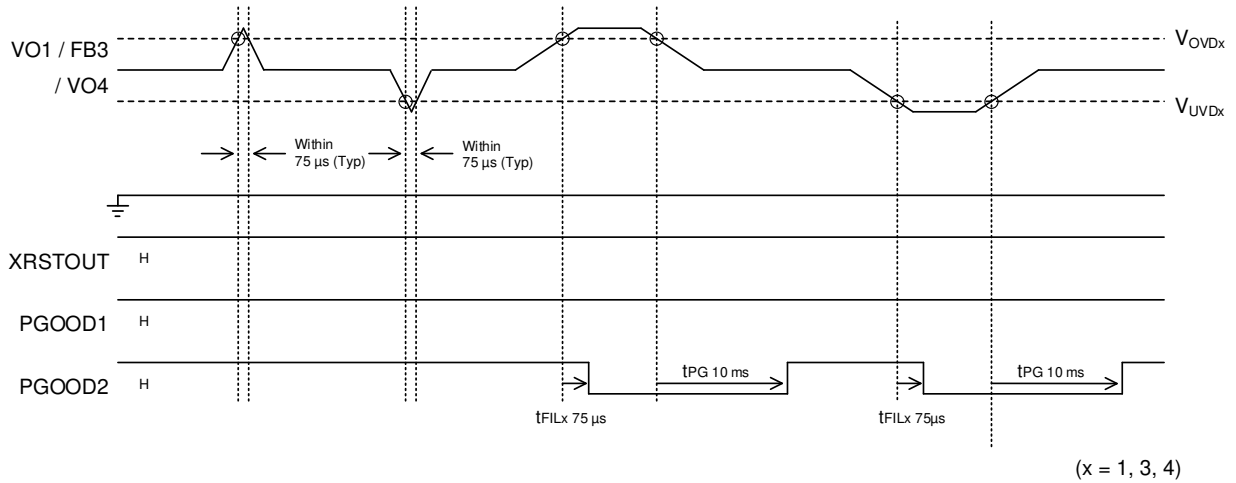 VO1 / FB3
/ VO4
VOVDx
VUVDx
Within
75 µs (Typ)
Within
75 µs (Typ)
XRSTOUT H
PGOOD1 H
PGOOD2 H
tPG 10 ms
tPG 10 ms
tFILx 75 µs
tFILx 75µs
(x = 1, 3, 4)